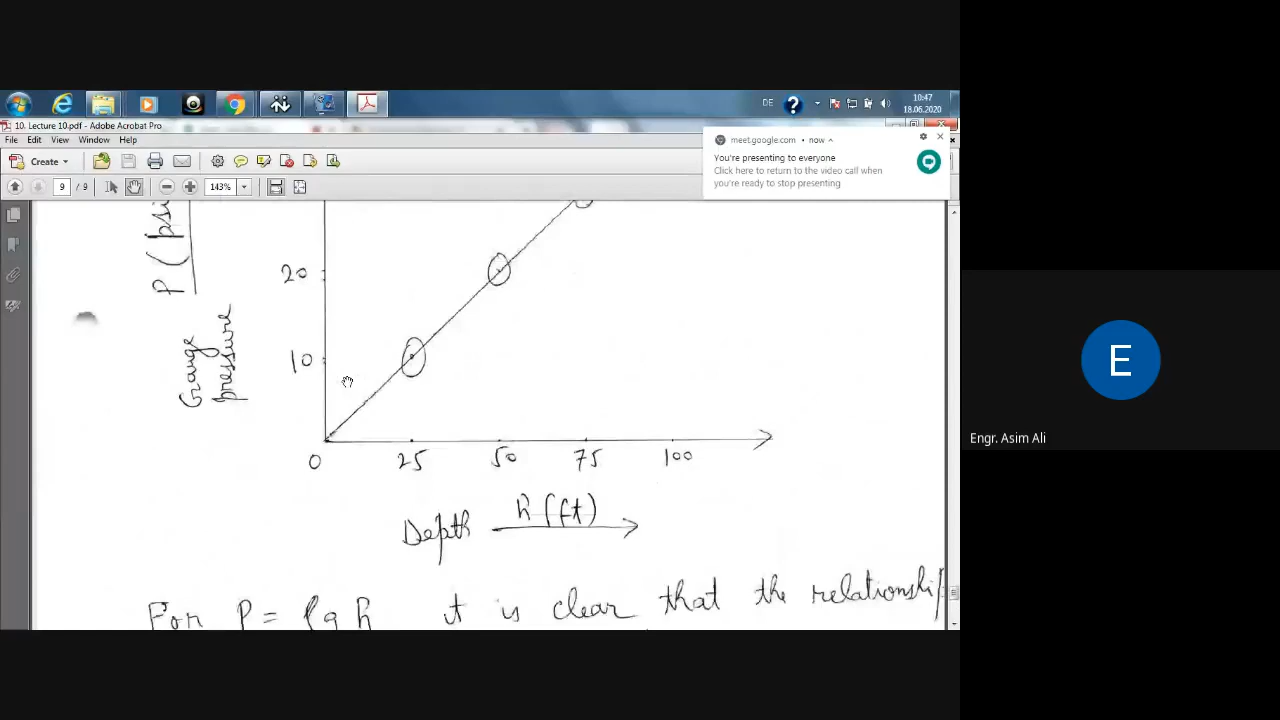 DE
10:47
18.06.2020
10. Lecture 10.pdf - Adobe Acrobat Pro
File Edit View Window Help
meet.google.com • now
You're presenting to everyone
Click here to return to the video call when
you're ready to stop presenting
Create
9 / 9
143%
P (psi
20
Gauge
pressure
10
0 25 50 75 100
Depth h (ft)
For P = ρg h it is clear that the relationship
E
Engr. Asim Ali